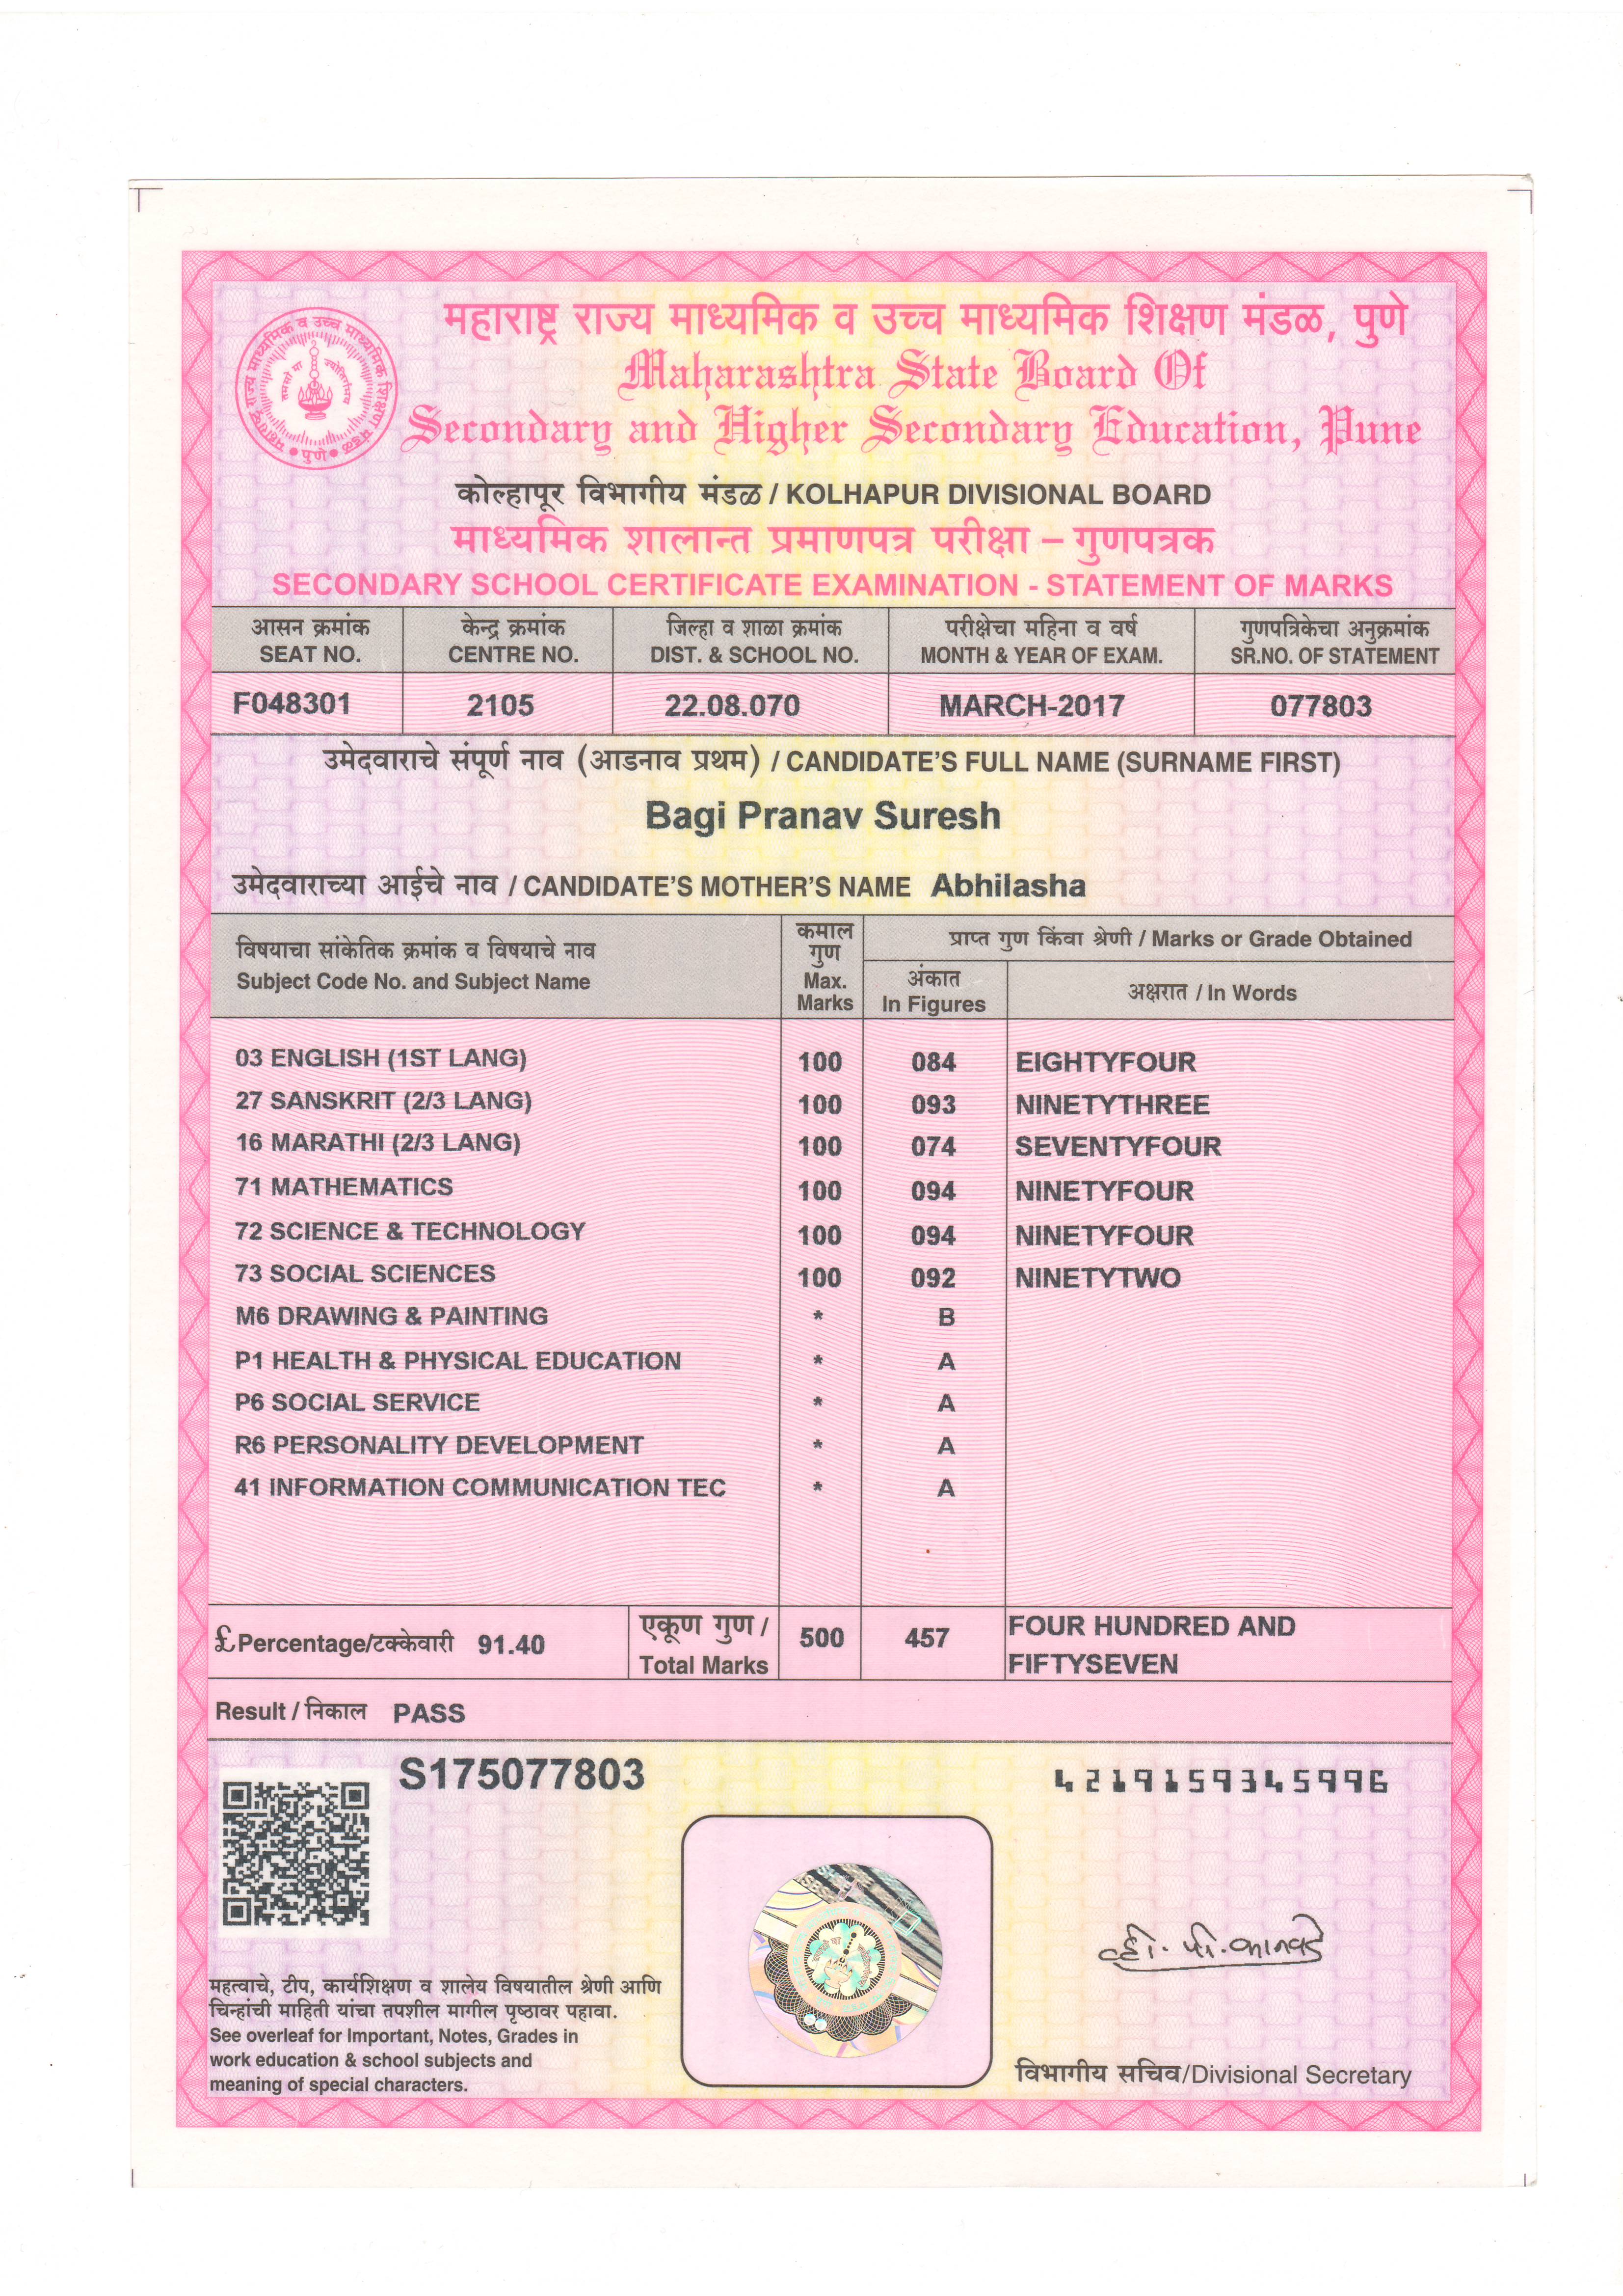 महाराष्ट्र राज्य माध्यमिक व उच्च माध्यमिक शिक्षण मंडळ, पुणे
Maharashtra State Board Of
Secondary and Higher Secondary Education, Pune
महाराष्ट्र राज्य माध्यमिक व उच्च माध्यमिक शिक्षण मंडळ
• पुणे •
तमसो मा ज्योतिर्गमय
कोल्हापूर विभागीय मंडळ / KOLHAPUR DIVISIONAL BOARD
माध्यमिक शालान्त प्रमाणपत्र परीक्षा – गुणपत्रक
SECONDARY SCHOOL CERTIFICATE EXAMINATION - STATEMENT OF MARKS
आसन क्रमांक केन्द्र क्रमांक जिल्हा व शाळा क्रमांक परीक्षेचा महिना व वर्ष गुणपत्रिकेचा अनुक्रमांक
SEAT NO. CENTRE NO. DIST. & SCHOOL NO. MONTH & YEAR OF EXAM. SR.NO. OF STATEMENT
F048301 2105 22.08.070 MARCH-2017 077803
उमेदवाराचे संपूर्ण नाव (आडनाव प्रथम) / CANDIDATE'S FULL NAME (SURNAME FIRST)
Bagi Pranav Suresh
उमेदवाराच्या आईचे नाव / CANDIDATE'S MOTHER'S NAME Abhilasha
विषयाचा सांकेतिक क्रमांक व विषयाचे नाव
Subject Code No. and Subject Name
कमाल
गुण
Max.
Marks
प्राप्त गुण किंवा श्रेणी / Marks or Grade Obtained
अंकात
In Figures
अक्षरात / In Words
03 ENGLISH (1ST LANG) 100 084 EIGHTYFOUR
27 SANSKRIT (2/3 LANG) 100 093 NINETYTHREE
16 MARATHI (2/3 LANG) 100 074 SEVENTYFOUR
71 MATHEMATICS 100 094 NINETYFOUR
72 SCIENCE & TECHNOLOGY 100 094 NINETYFOUR
73 SOCIAL SCIENCES 100 092 NINETYTWO
M6 DRAWING & PAINTING * B
P1 HEALTH & PHYSICAL EDUCATION * A
P6 SOCIAL SERVICE * A
R6 PERSONALITY DEVELOPMENT * A
41 INFORMATION COMMUNICATION TEC * A
£ Percentage/टक्केवारी 91.40
एकूण गुण /
Total Marks
500 457
FOUR HUNDRED AND
FIFTYSEVEN
Result / निकाल PASS
S175077803
4219159345996
महत्वाचे, टीप, कार्यशिक्षण व शालेय विषयातील श्रेणी आणि
चिन्हांची माहिती यांचा तपशील मागील पृष्ठावर पहावा.
See overleaf for Important, Notes, Grades in
work education & school subjects and
meaning of special characters.
विभागीय सचिव/Divisional Secretary